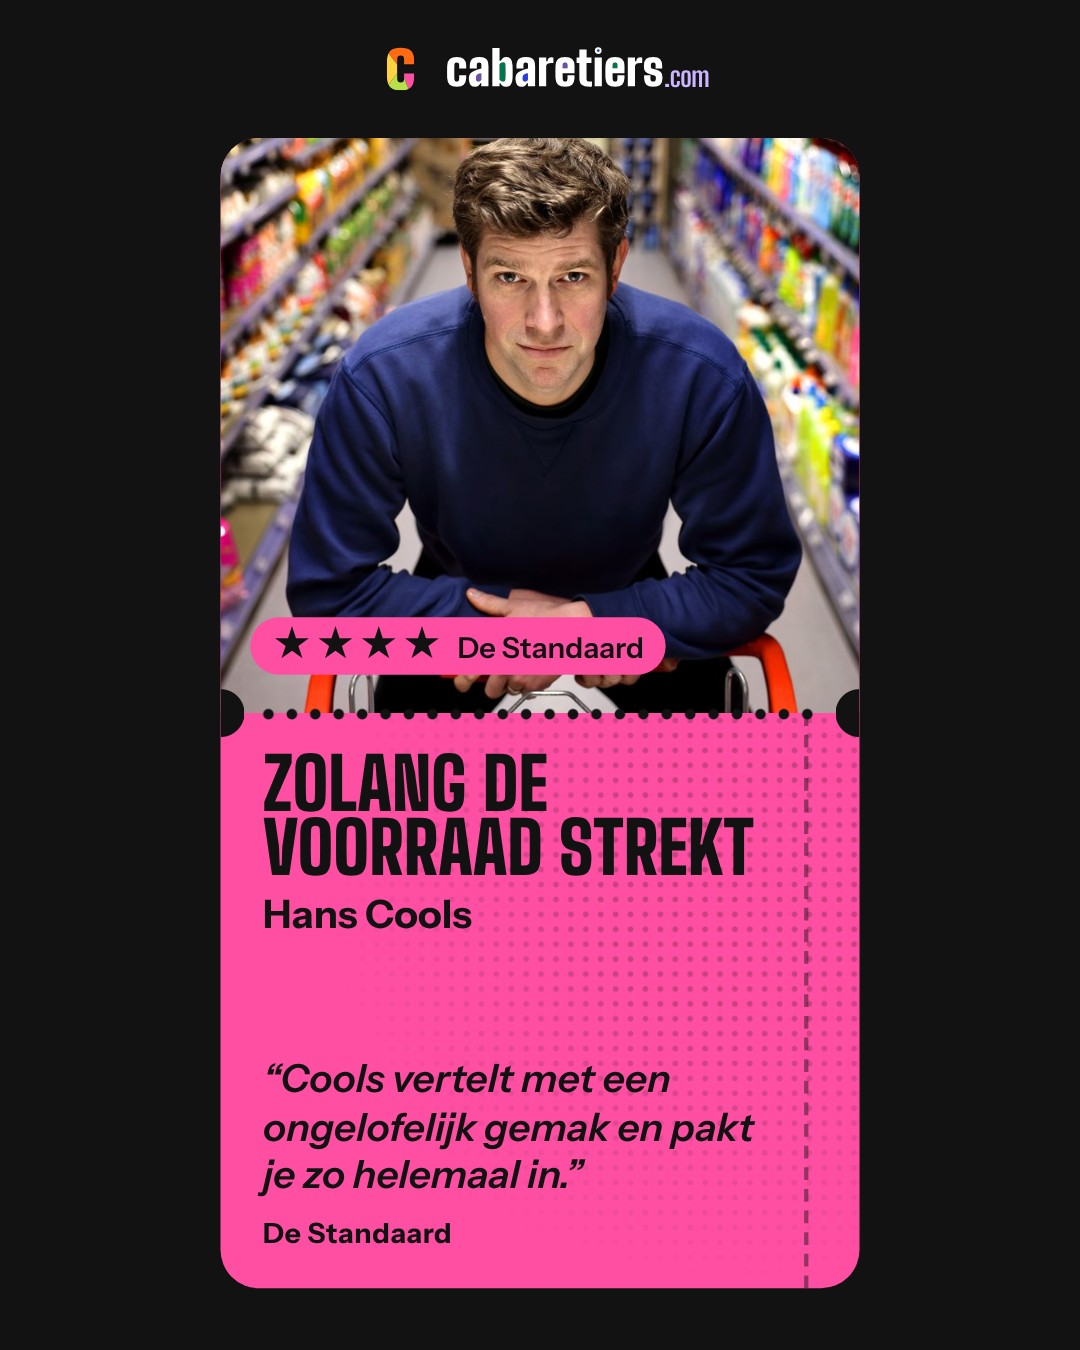 cabaretiers.com
★★★★ De Standaard
ZOLANG DE
VOORRAAD STREKT
Hans Cools
“Cools vertelt met een
ongelofelijk gemak en pakt
je zo helemaal in.”
De Standaard